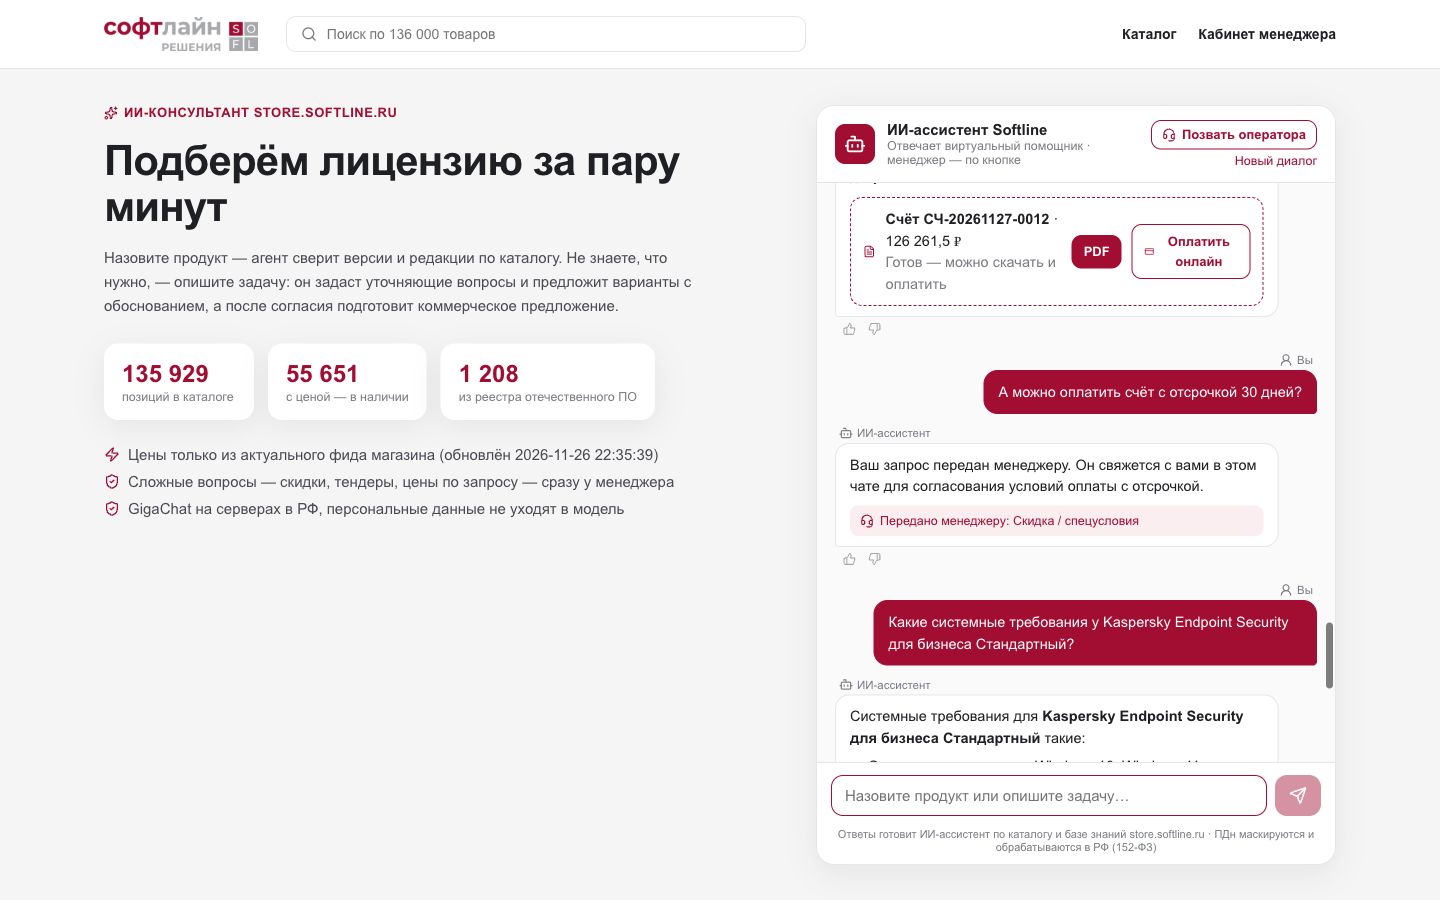 софтлайн
РЕШЕНИЯ
S O
F L
Поиск по 136 000 товаров
Каталог
Кабинет менеджера
ИИ-КОНСУЛЬТАНТ STORE.SOFTLINE.RU
Подберём лицензию за пару
минут
Назовите продукт — агент сверит версии и редакции по каталогу. Не знаете, что
нужно, — опишите задачу: он задаст уточняющие вопросы и предложит варианты с
обоснованием, а после согласия подготовит коммерческое предложение.
135 929
позиций в каталоге
55 651
с ценой — в наличии
1 208
из реестра отечественного ПО
Цены только из актуального фида магазина (обновлён 2026-11-26 22:35:39)
Сложные вопросы — скидки, тендеры, цены по запросу — сразу у менеджера
GigaChat на серверах в РФ, персональные данные не уходят в модель
ИИ-ассистент Softline
Отвечает виртуальный помощник ·
менеджер — по кнопке
Позвать оператора
Новый диалог
Счёт СЧ-20261127-0012 ·
126 261,5 ₽
Готов — можно скачать и
оплатить
PDF
Оплатить
онлайн
Вы
А можно оплатить счёт с отсрочкой 30 дней?
ИИ-ассистент
Ваш запрос передан менеджеру. Он свяжется с вами в этом
чате для согласования условий оплаты с отсрочкой.
Передано менеджеру: Скидка / спецусловия
Вы
Какие системные требования у Kaspersky Endpoint Security
для бизнеса Стандартный?
ИИ-ассистент
Системные требования для Kaspersky Endpoint Security
для бизнеса Стандартный такие:
Назовите продукт или опишите задачу…
Ответы готовит ИИ-ассистент по каталогу и базе знаний store.softline.ru · ПДн маскируются и
обрабатываются в РФ (152-ФЗ)